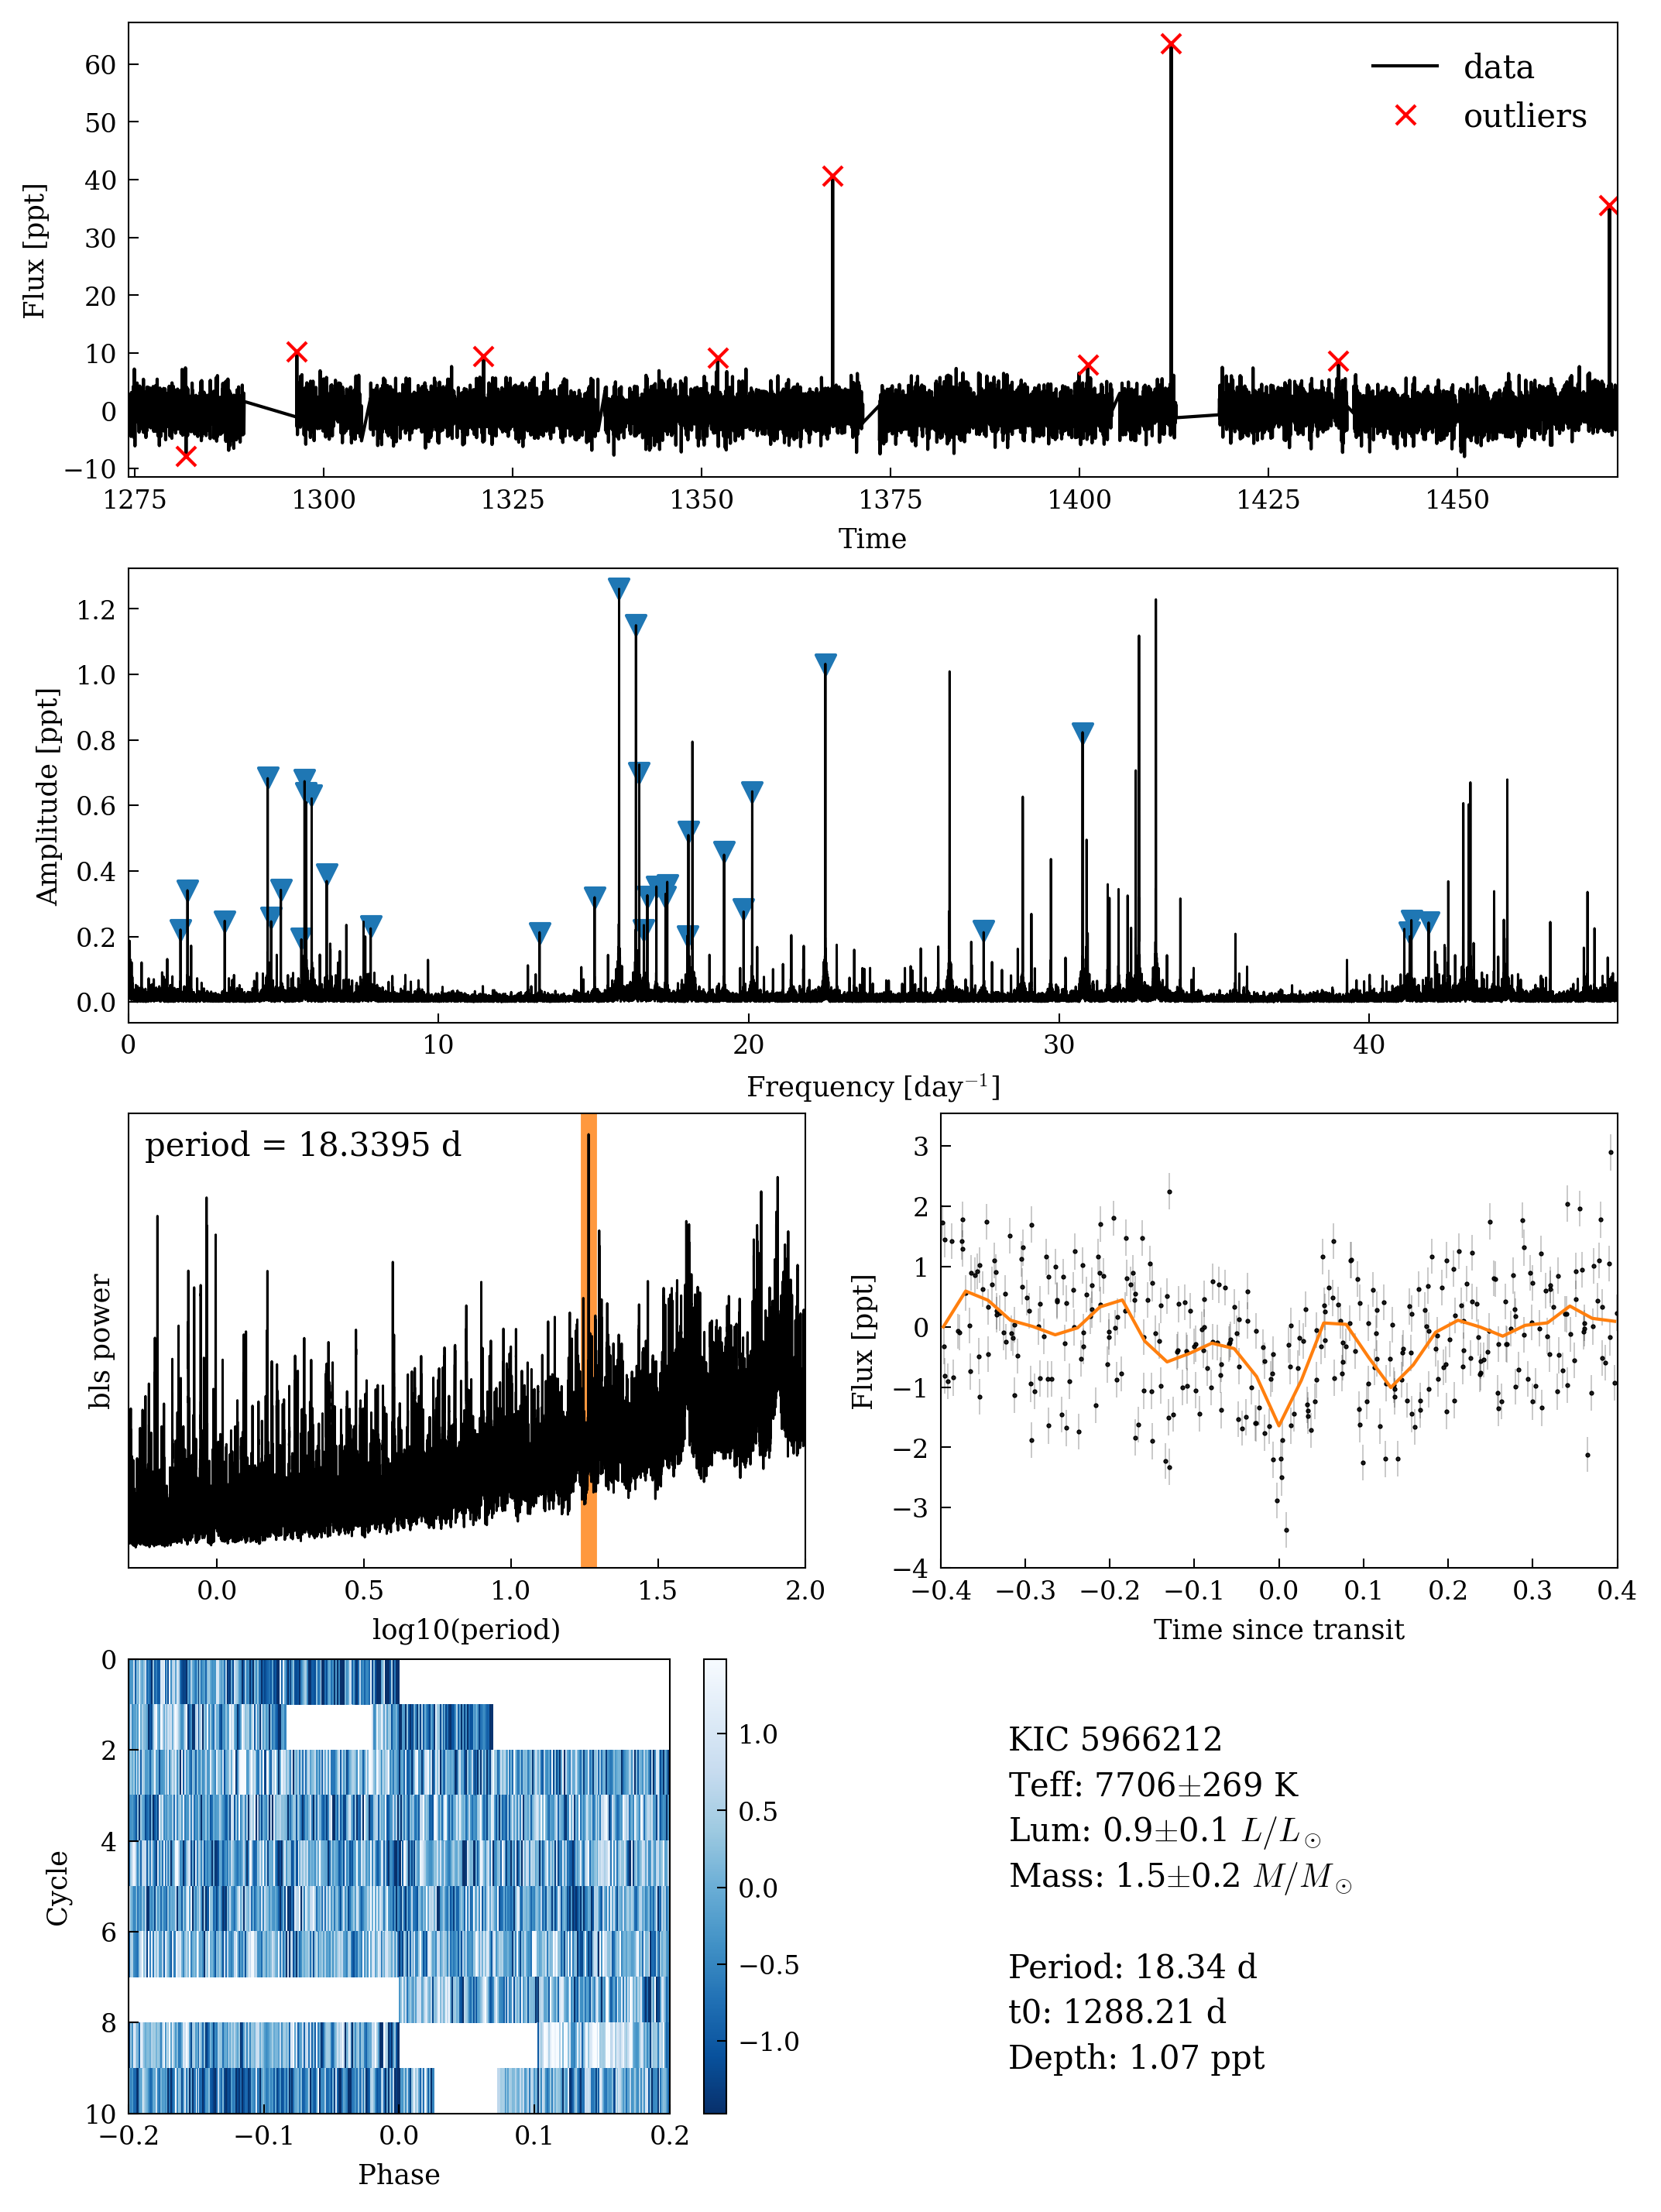 60
50
40
30
20
10
0
−10
Flux [ppt]
data
outliers
1275 1300 1325 1350 1375 1400 1425 1450
Time
1.2
1.0
0.8
0.6
0.4
0.2
0.0
Amplitude [ppt]
0 10 20 30 40
Frequency [day⁻¹]
period = 18.3395 d
bls power
0.0 0.5 1.0 1.5 2.0
log10(period)
3
2
1
0
−1
−2
−3
−4
Flux [ppt]
−0.4 −0.3 −0.2 −0.1 0.0 0.1 0.2 0.3 0.4
Time since transit
0
2
4
6
8
10
Cycle
−0.2 −0.1 0.0 0.1 0.2
Phase
1.0
0.5
0.0
−0.5
−1.0
KIC 5966212
Teff: 7706±269 K
Lum: 0.9±0.1 L/L⊙
Mass: 1.5±0.2 M/M⊙
Period: 18.34 d
t0: 1288.21 d
Depth: 1.07 ppt